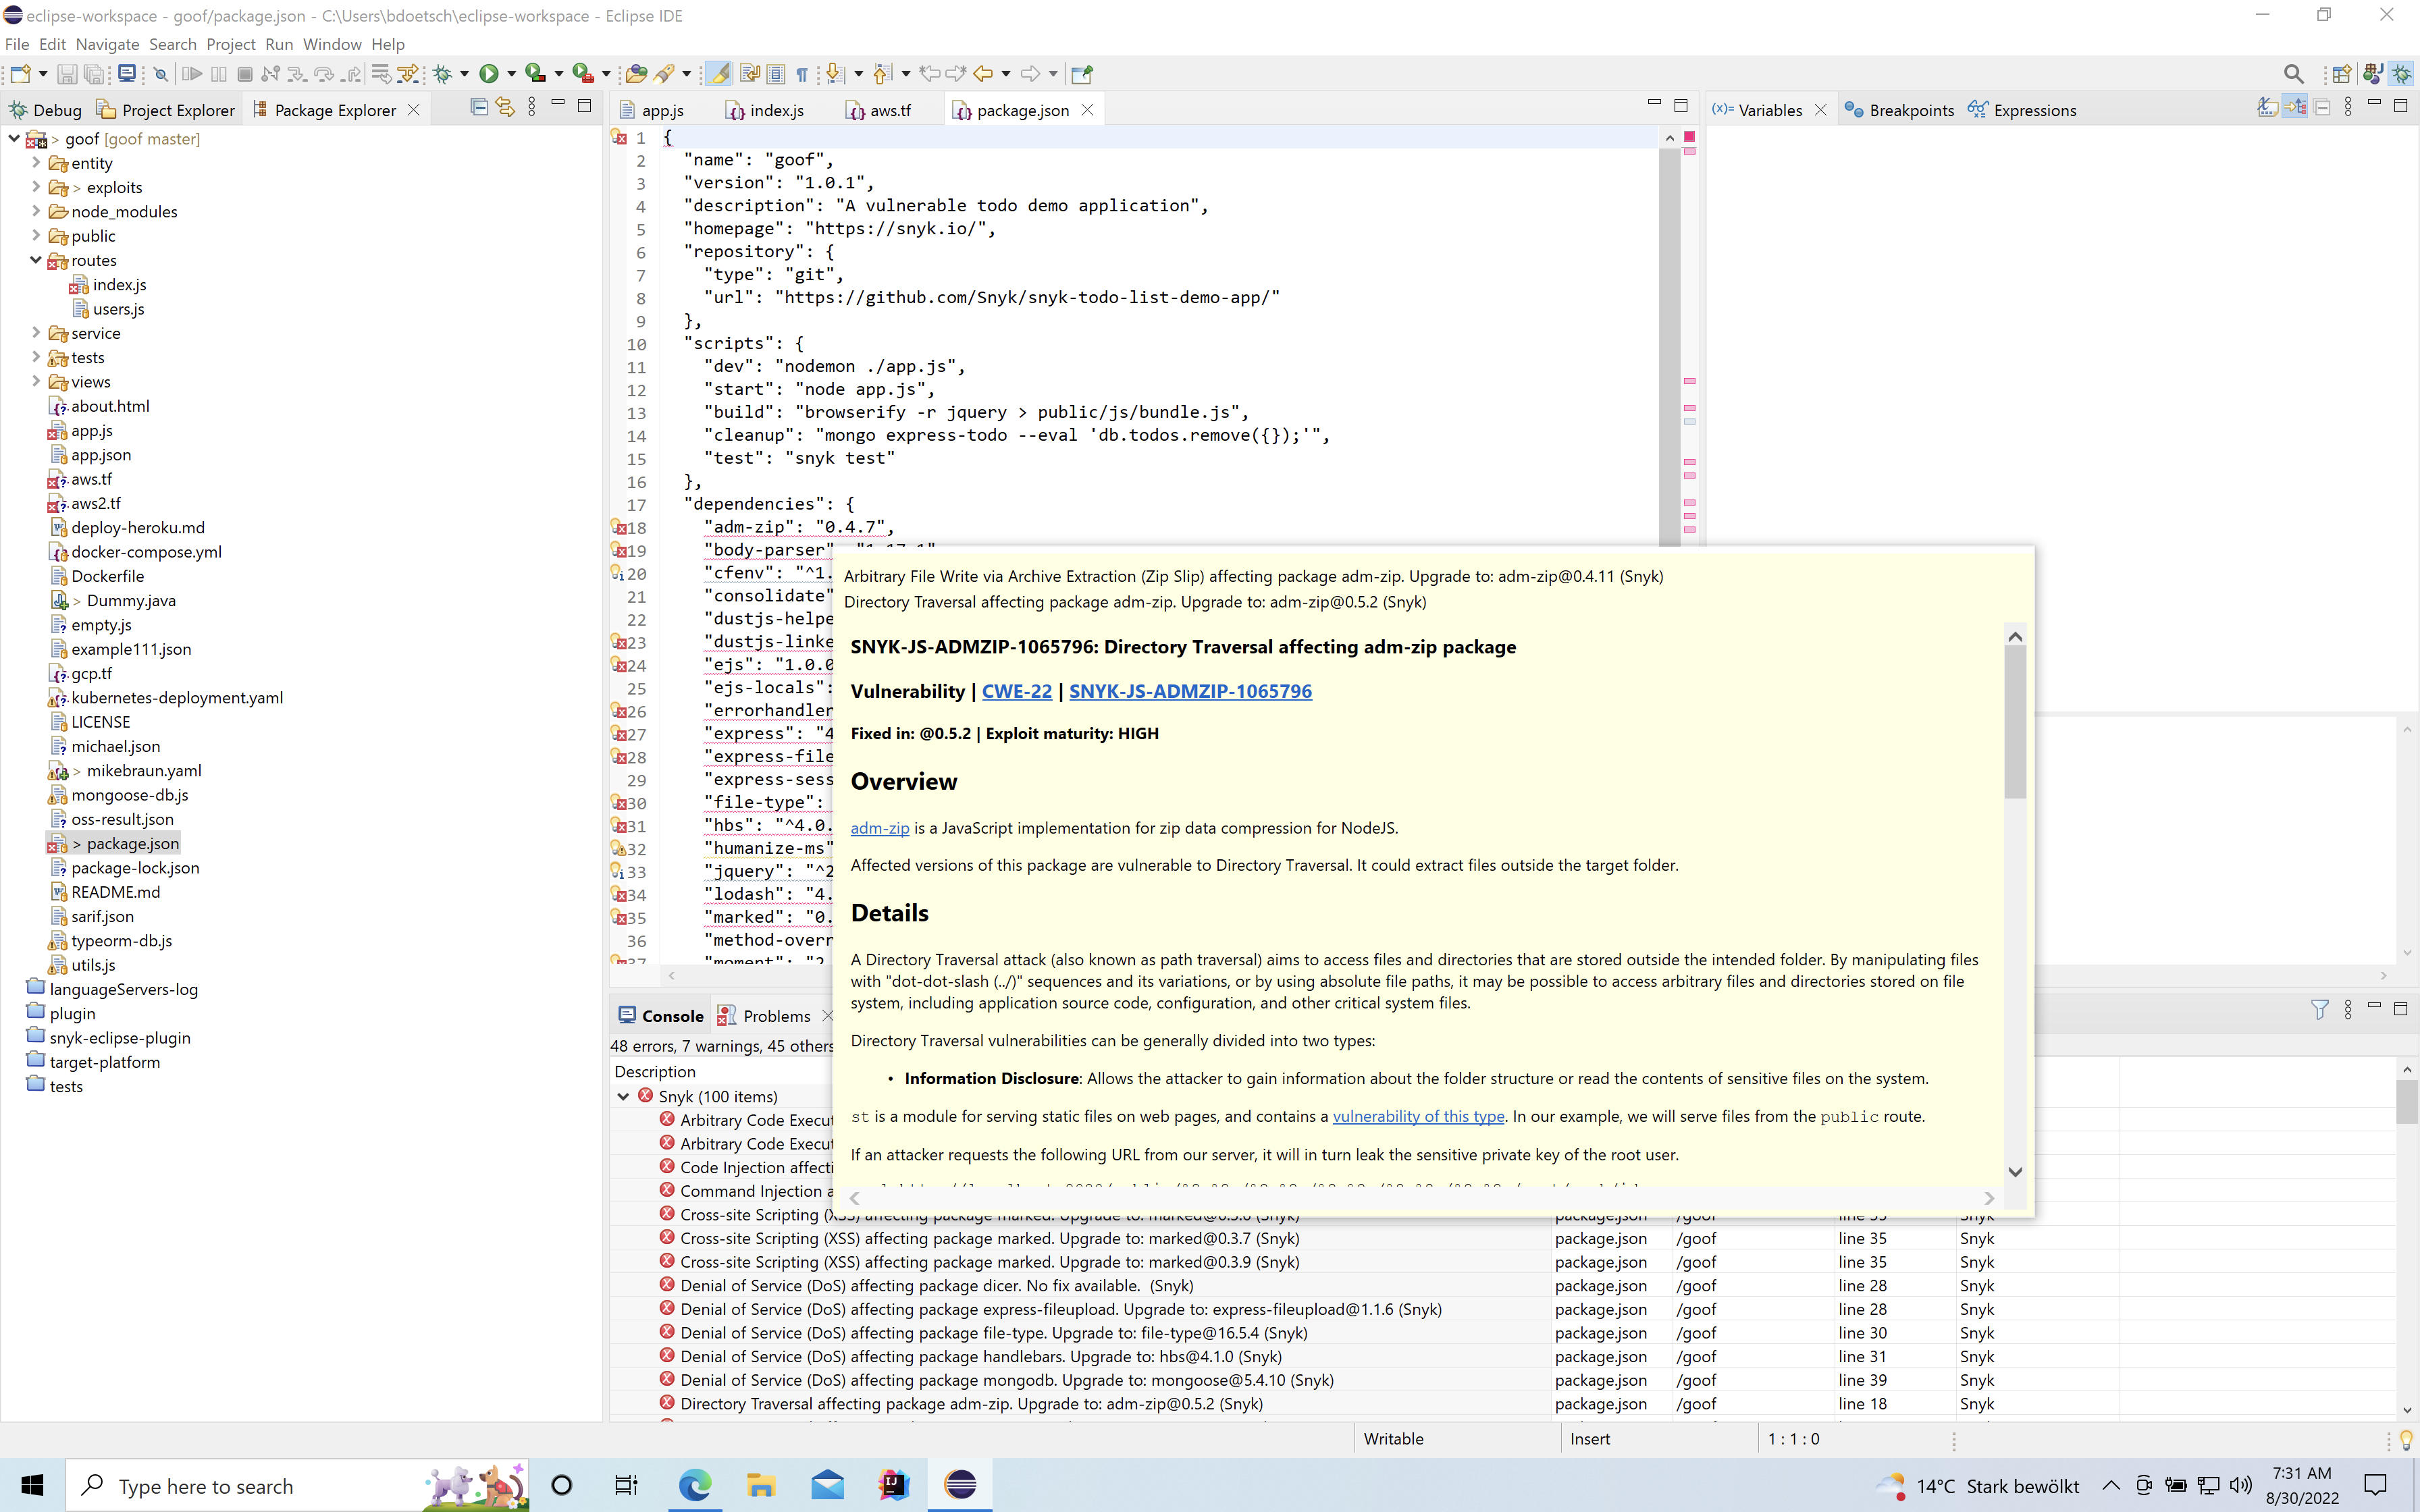 eclipse-workspace - goof/package.json - C:\Users\bdoetsch\eclipse-workspace - Eclipse IDE
File Edit Navigate Search Project Run Window Help
Debug Project Explorer Package Explorer
> goof [goof master]
entity
> exploits
node_modules
public
routes
index.js
users.js
service
tests
views
about.html
app.js
app.json
aws.tf
aws2.tf
deploy-heroku.md
docker-compose.yml
Dockerfile
> Dummy.java
empty.js
example111.json
gcp.tf
kubernetes-deployment.yaml
LICENSE
michael.json
> mikebraun.yaml
mongoose-db.js
oss-result.json
> package.json
package-lock.json
README.md
sarif.json
typeorm-db.js
utils.js
languageServers-log
plugin
snyk-eclipse-plugin
target-platform
tests
app.js index.js aws.tf package.json
1 {
2 "name": "goof",
3 "version": "1.0.1",
4 "description": "A vulnerable todo demo application",
5 "homepage": "https://snyk.io/",
6 "repository": {
7 "type": "git",
8 "url": "https://github.com/Snyk/snyk-todo-list-demo-app/"
9 },
10 "scripts": {
11 "dev": "nodemon ./app.js",
12 "start": "node app.js",
13 "build": "browserify -r jquery > public/js/bundle.js",
14 "cleanup": "mongo express-todo --eval 'db.todos.remove({});'",
15 "test": "snyk test"
16 },
17 "dependencies": {
18 "adm-zip": "0.4.7",
19 "body-parser"
20 "cfenv": "^1.
21 "consolidate"
22 "dustjs-helpe
23 "dustjs-linke
24 "ejs": "1.0.0
25 "ejs-locals":
26 "errorhandler
27 "express": "4
28 "express-file
29 "express-sess
30 "file-type":
31 "hbs": "^4.0.
32 "humanize-ms"
33 "jquery": "^2
34 "lodash": "4.
35 "marked": "0.
36 "method-overr
37 "moment": "2
Arbitrary File Write via Archive Extraction (Zip Slip) affecting package adm-zip. Upgrade to: adm-zip@0.4.11 (Snyk)
Directory Traversal affecting package adm-zip. Upgrade to: adm-zip@0.5.2 (Snyk)
SNYK-JS-ADMZIP-1065796: Directory Traversal affecting adm-zip package
Vulnerability | CWE-22 | SNYK-JS-ADMZIP-1065796
Fixed in: @0.5.2 | Exploit maturity: HIGH
Overview
adm-zip is a JavaScript implementation for zip data compression for NodeJS.
Affected versions of this package are vulnerable to Directory Traversal. It could extract files outside the target folder.
Details
A Directory Traversal attack (also known as path traversal) aims to access files and directories that are stored outside the intended folder. By manipulating files
with "dot-dot-slash (../)" sequences and its variations, or by using absolute file paths, it may be possible to access arbitrary files and directories stored on file
system, including application source code, configuration, and other critical system files.
Directory Traversal vulnerabilities can be generally divided into two types:
• Information Disclosure: Allows the attacker to gain information about the folder structure or read the contents of sensitive files on the system.
st is a module for serving static files on web pages, and contains a vulnerability of this type. In our example, we will serve files from the public route.
If an attacker requests the following URL from our server, it will in turn leak the sensitive private key of the root user.
(x)= Variables Breakpoints Expressions
Console Problems
48 errors, 7 warnings, 45 others
Description
Snyk (100 items)
Arbitrary Code Execut
Arbitrary Code Execut
Code Injection affecti
Command Injection a
Cross-site Scripting (XSS) affecting package marked. Upgrade to: marked@0.3.6 (Snyk) package.json /goof line 35 Snyk
Cross-site Scripting (XSS) affecting package marked. Upgrade to: marked@0.3.7 (Snyk) package.json /goof line 35 Snyk
Cross-site Scripting (XSS) affecting package marked. Upgrade to: marked@0.3.9 (Snyk) package.json /goof line 35 Snyk
Denial of Service (DoS) affecting package dicer. No fix available. (Snyk) package.json /goof line 28 Snyk
Denial of Service (DoS) affecting package express-fileupload. Upgrade to: express-fileupload@1.1.6 (Snyk) package.json /goof line 28 Snyk
Denial of Service (DoS) affecting package file-type. Upgrade to: file-type@16.5.4 (Snyk) package.json /goof line 30 Snyk
Denial of Service (DoS) affecting package handlebars. Upgrade to: hbs@4.1.0 (Snyk) package.json /goof line 31 Snyk
Denial of Service (DoS) affecting package mongodb. Upgrade to: mongoose@5.4.10 (Snyk) package.json /goof line 39 Snyk
Directory Traversal affecting package adm-zip. Upgrade to: adm-zip@0.5.2 (Snyk) package.json /goof line 18 Snyk
Writable Insert 1 : 1 : 0
Type here to search
14°C Stark bewölkt
7:31 AM
8/30/2022